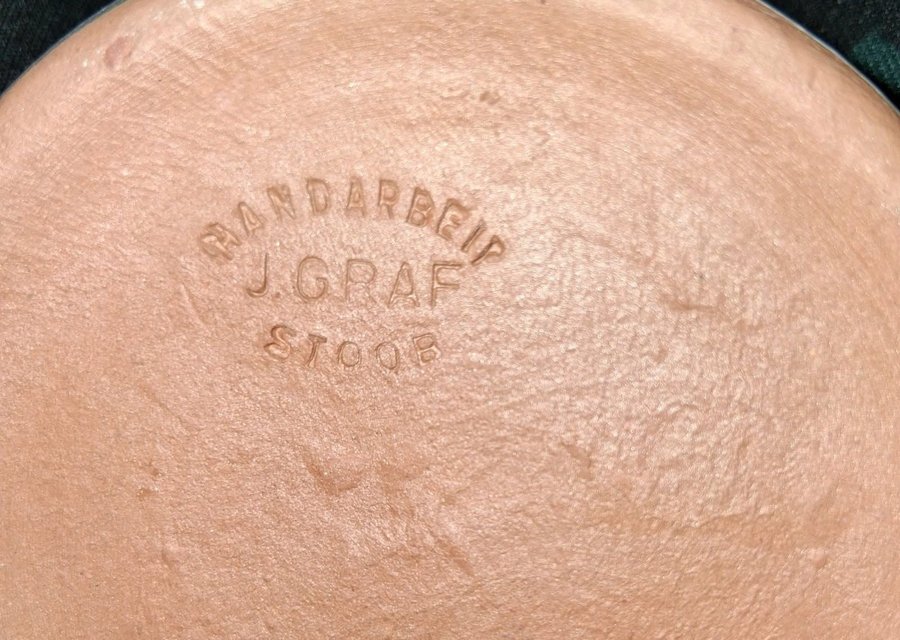 HANDARBEIT
J. GRAF
STOOB